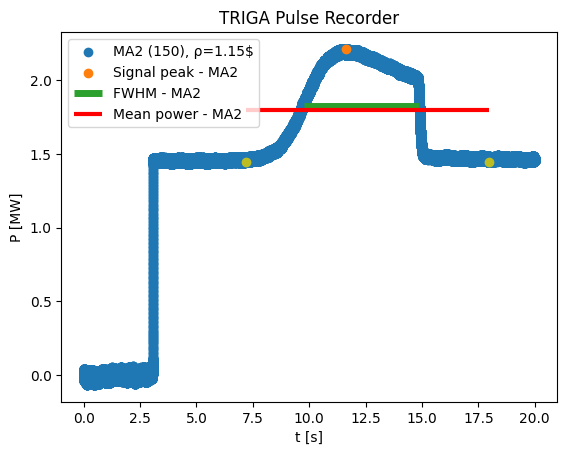 TRIGA Pulse Recorder
MA2 (150), ρ=1.15$
Signal peak - MA2
FWHM - MA2
Mean power - MA2
P [MW]
2.0
1.5
1.0
0.5
0.0
0.0 2.5 5.0 7.5 10.0 12.5 15.0 17.5 20.0
t [s]